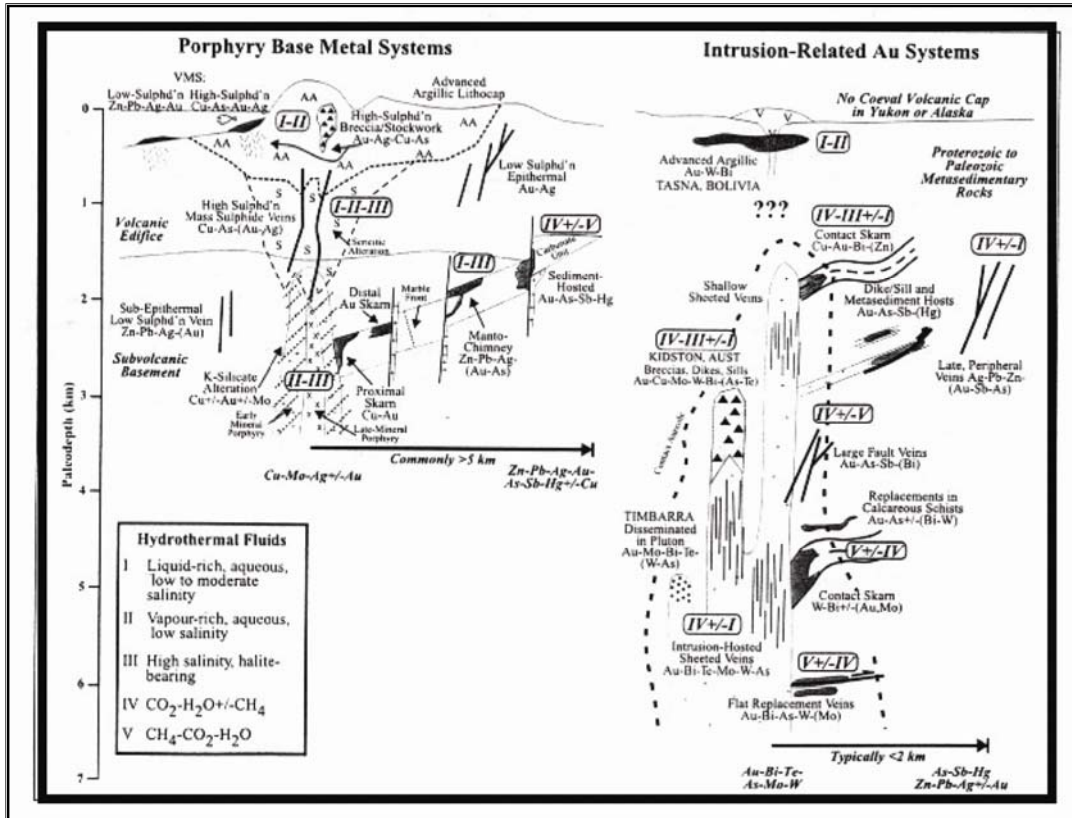 Porphyry Base Metal Systems
VMS:
Low-Sulphd'n High-Sulphd'n
Zn-Pb-Ag-Au Cu-As-Au-Ag
AA
Advanced
Argillic Lithocap
0
I-II
AA
High-Sulphd'n
Breccia/Stockwork
Au-Ag-Cu-As
AA
AA
AA
AA
Low Sulphd'n
Epithermal
Au-Ag
S
S
S
High Sulphd'n
Mass Sulphide Veins
Cu-As-(Au-Ag)
I-II-III
S
S
S
S
Sericitic
Alteration
1
Volcanic
Edifice
IV+/-V
Carbonate
Unit
I-III
Sediment-
Hosted
Au-As-Sb-Hg
2
Sub-Epithermal
Low Sulphd'n Vein
Zn-Pb-Ag-(Au)
Distal
Au Skarn
Marble
Front
Manto-
Chimney
Zn-Pb-Ag-
(Au-As)
Subvolcanic
Basement
K-Silicate
Alteration
Cu+/-Au+/-Mo
II-III
Proximal
Skarn
Cu-Au
3
Early
Mineral
Porphyry
Late-Mineral
Porphyry
Paleodepth (km)
Commonly >5 km
Cu-Mo-Ag+/-Au
Zn-Pb-Ag-Au-
As-Sb-Hg+/-Cu
4
5
6
7
Hydrothermal Fluids
I Liquid-rich, aqueous,
low to moderate
salinity
II Vapour-rich, aqueous,
low salinity
III High salinity, halite-
bearing
IV CO2-H2O+/-CH4
V CH4-CO2-H2O
Intrusion-Related Au Systems
V V
V
No Coeval Volcanic Cap
in Yukon or Alaska
I-II
Advanced Argillic
Au-W-Bi
TASNA, BOLIVIA
Proterozoic to
Paleozoic
Metasedimentary
Rocks
???
IV-III+/-I
Contact Skarn
Cu-Au-Bi-(Zn)
IV+/-I
Shallow
Sheeted Veins
Dike/Sill and
Metasediment Hosts
Au-As-Sb-(Hg)
IV-III+/-I
KIDSTON, AUST
Breccias, Dikes, Sills
Au-Cu-Mo-W-Bi-(As-Te)
Late, Peripheral
Veins Ag-Pb-Zn-
(Au-Sb-As)
Contact Aureole
IV+/-V
Large Fault Veins
Au-As-Sb-(Bi)
Replacements in
Calcareous Schists
Au-As+/-(Bi-W)
TIMBARRA
Disseminated
in Pluton
Au-Mo-Bi-Te-
(W-As)
V+/-IV
Contact Skarn
W-Bi+/-(Au,Mo)
IV+/-I
Intrusion-Hosted
Sheeted Veins
Au-Bi-Te-Mo-W-As
V+/-IV
Flat Replacement Veins
Au-Bi-As-W-(Mo)
Typically <2 km
Au-Bi-Te-
As-Mo-W
As-Sb-Hg
Zn-Pb-Ag+/-Au